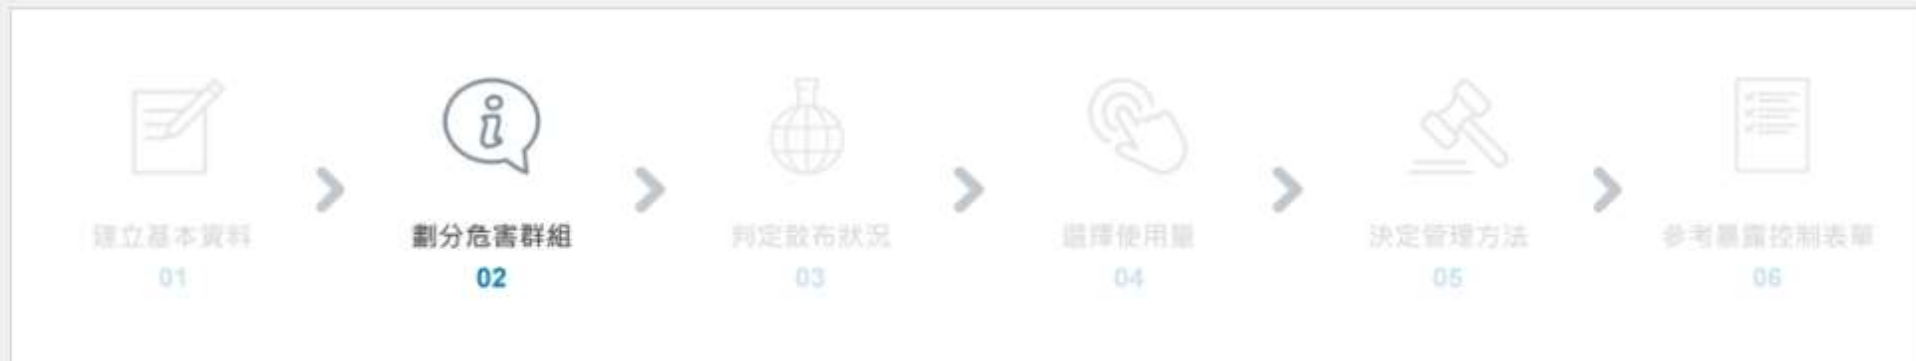 建立基本資料
01
劃分危害群組
02
判定散布狀況
03
選擇使用量
04
決定管理方法
05
參考暴露控制表單
06